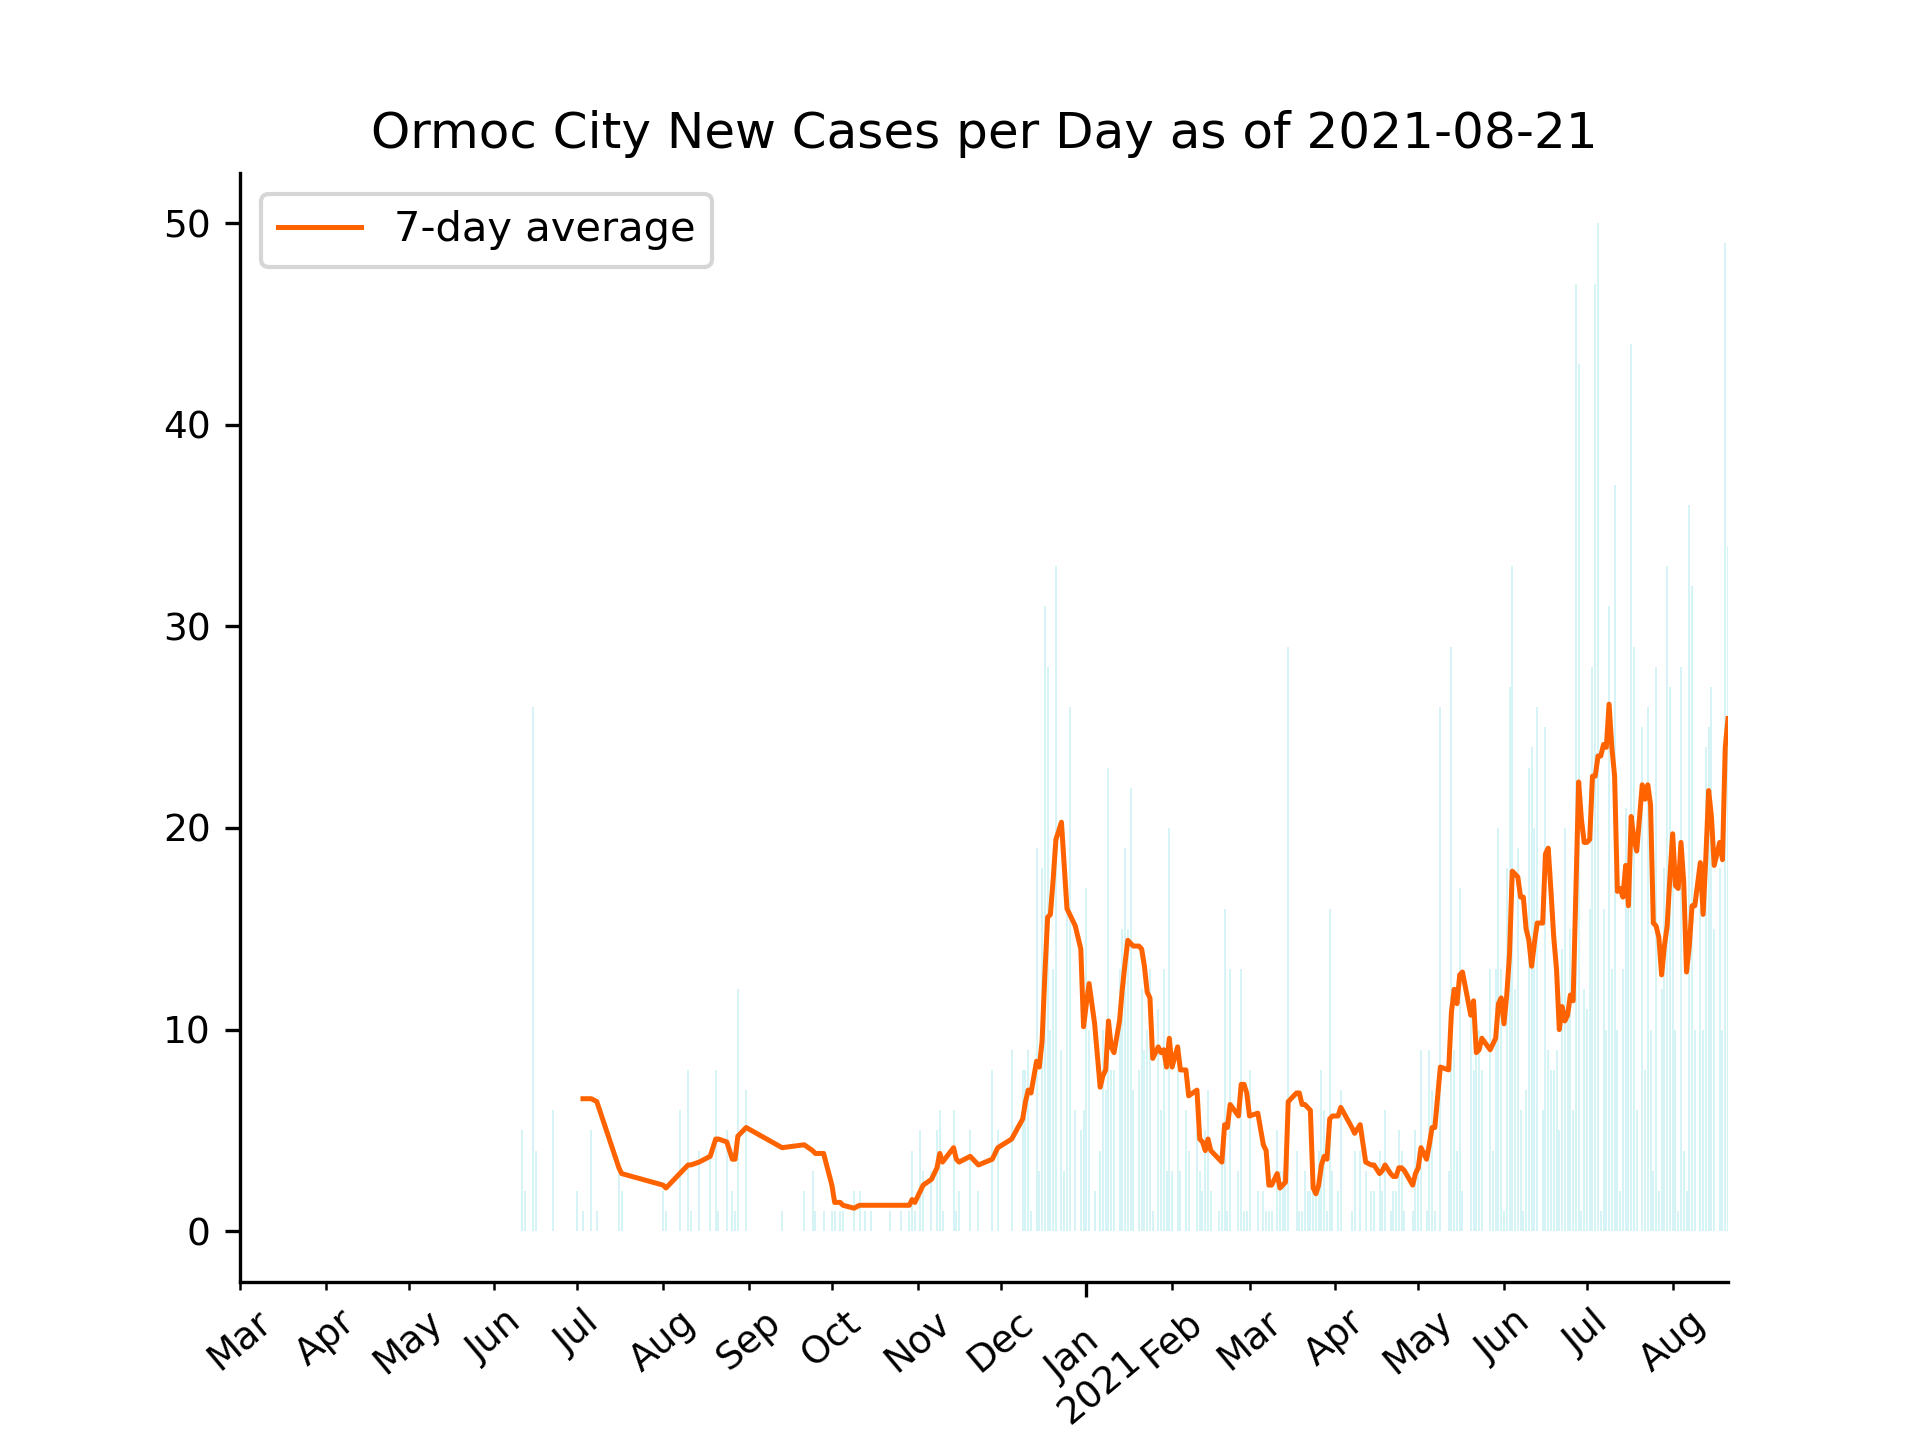 Ormoc City New Cases per Day as of 2021-08-21
7-day average
50
40
30
20
10
0
Mar Apr May Jun Jul Aug Sep Oct Nov Dec Jan Feb Mar Apr May Jun Jul Aug
2021